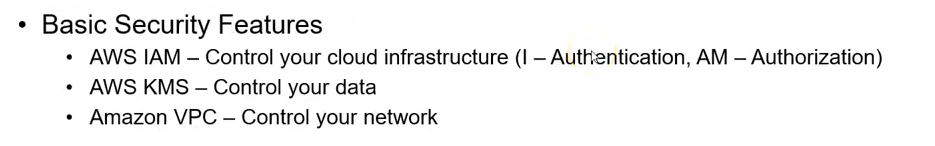 • Basic Security Features
• AWS IAM – Control your cloud infrastructure (I – Authentication, AM – Authorization)
• AWS KMS – Control your data
• Amazon VPC – Control your network